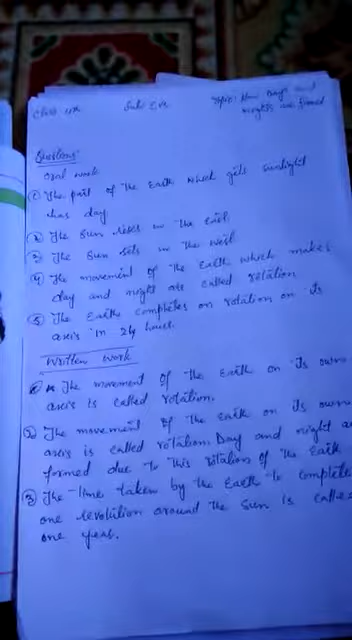 Class 4th Sub: E.v.s Topic: How Days and
nights are formed
Questions:
Oral work
① The part of the Earth which gets sunlight
has day
② The sun rises in the East
③ The sun sets in the West
④ The movement of the Earth which makes
day and night are called rotation
⑤ The Earth completes on rotation on its
axis in 24 hours.
Written Work
① The movement of the Earth on its own
axis is called rotation.
② The movement of the Earth on its own
axis is called rotation. Day and night a
formed due to this rotation of the Earth
③ The time taken by the Earth to complete
one revolution around the Sun is calle
one year.